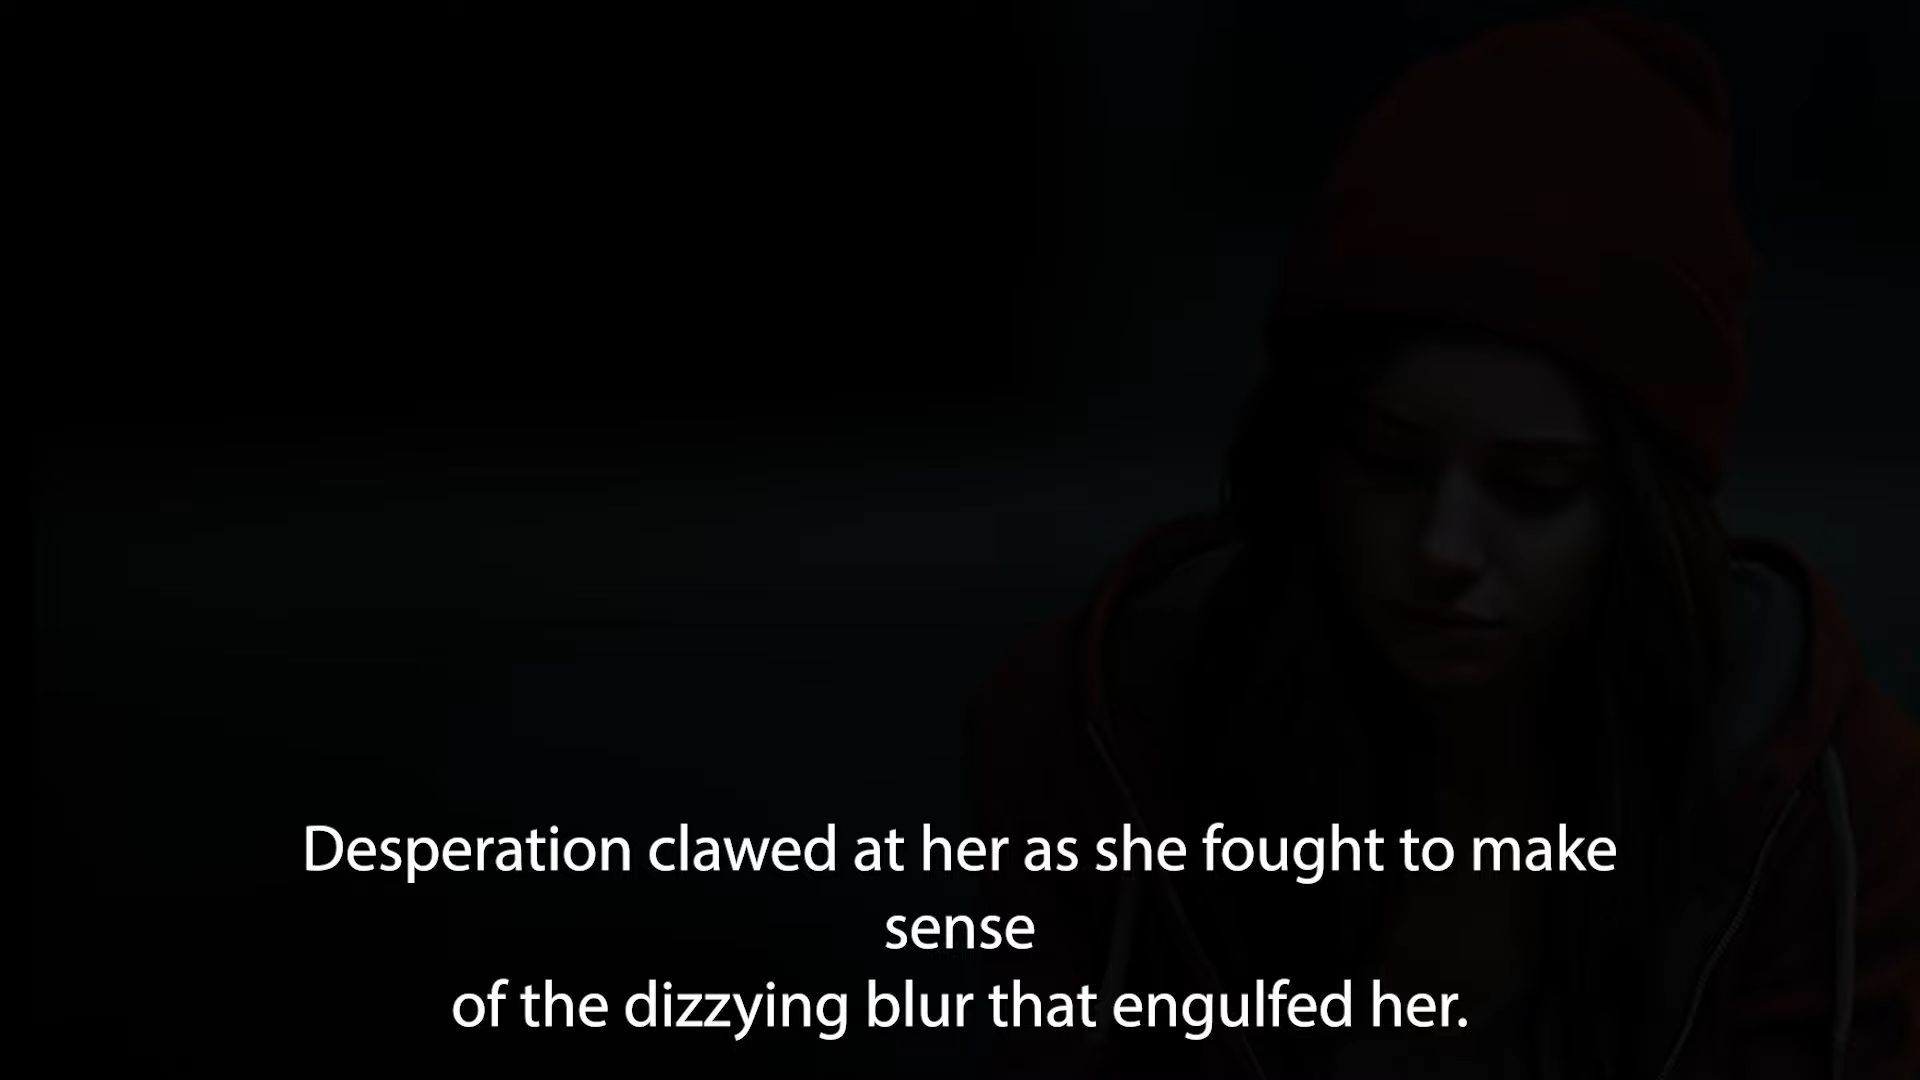 Desperation clawed at her as she fought to make
sense
of the dizzying blur that engulfed her.